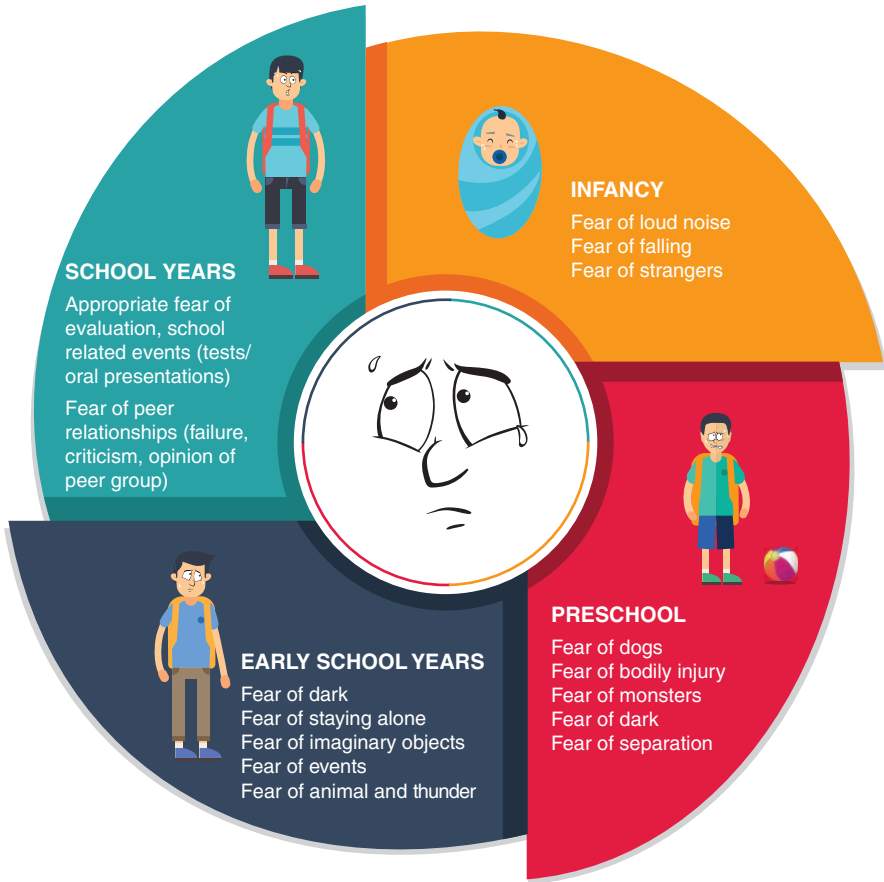 INFANCY
Fear of loud noise
Fear of falling
Fear of strangers
PRESCHOOL
Fear of dogs
Fear of bodily injury
Fear of monsters
Fear of dark
Fear of separation
EARLY SCHOOL YEARS
Fear of dark
Fear of staying alone
Fear of imaginary objects
Fear of events
Fear of animal and thunder
SCHOOL YEARS
Appropriate fear of
evaluation, school
related events (tests/
oral presentations)
Fear of peer
relationships (failure,
criticism, opinion of
peer group)